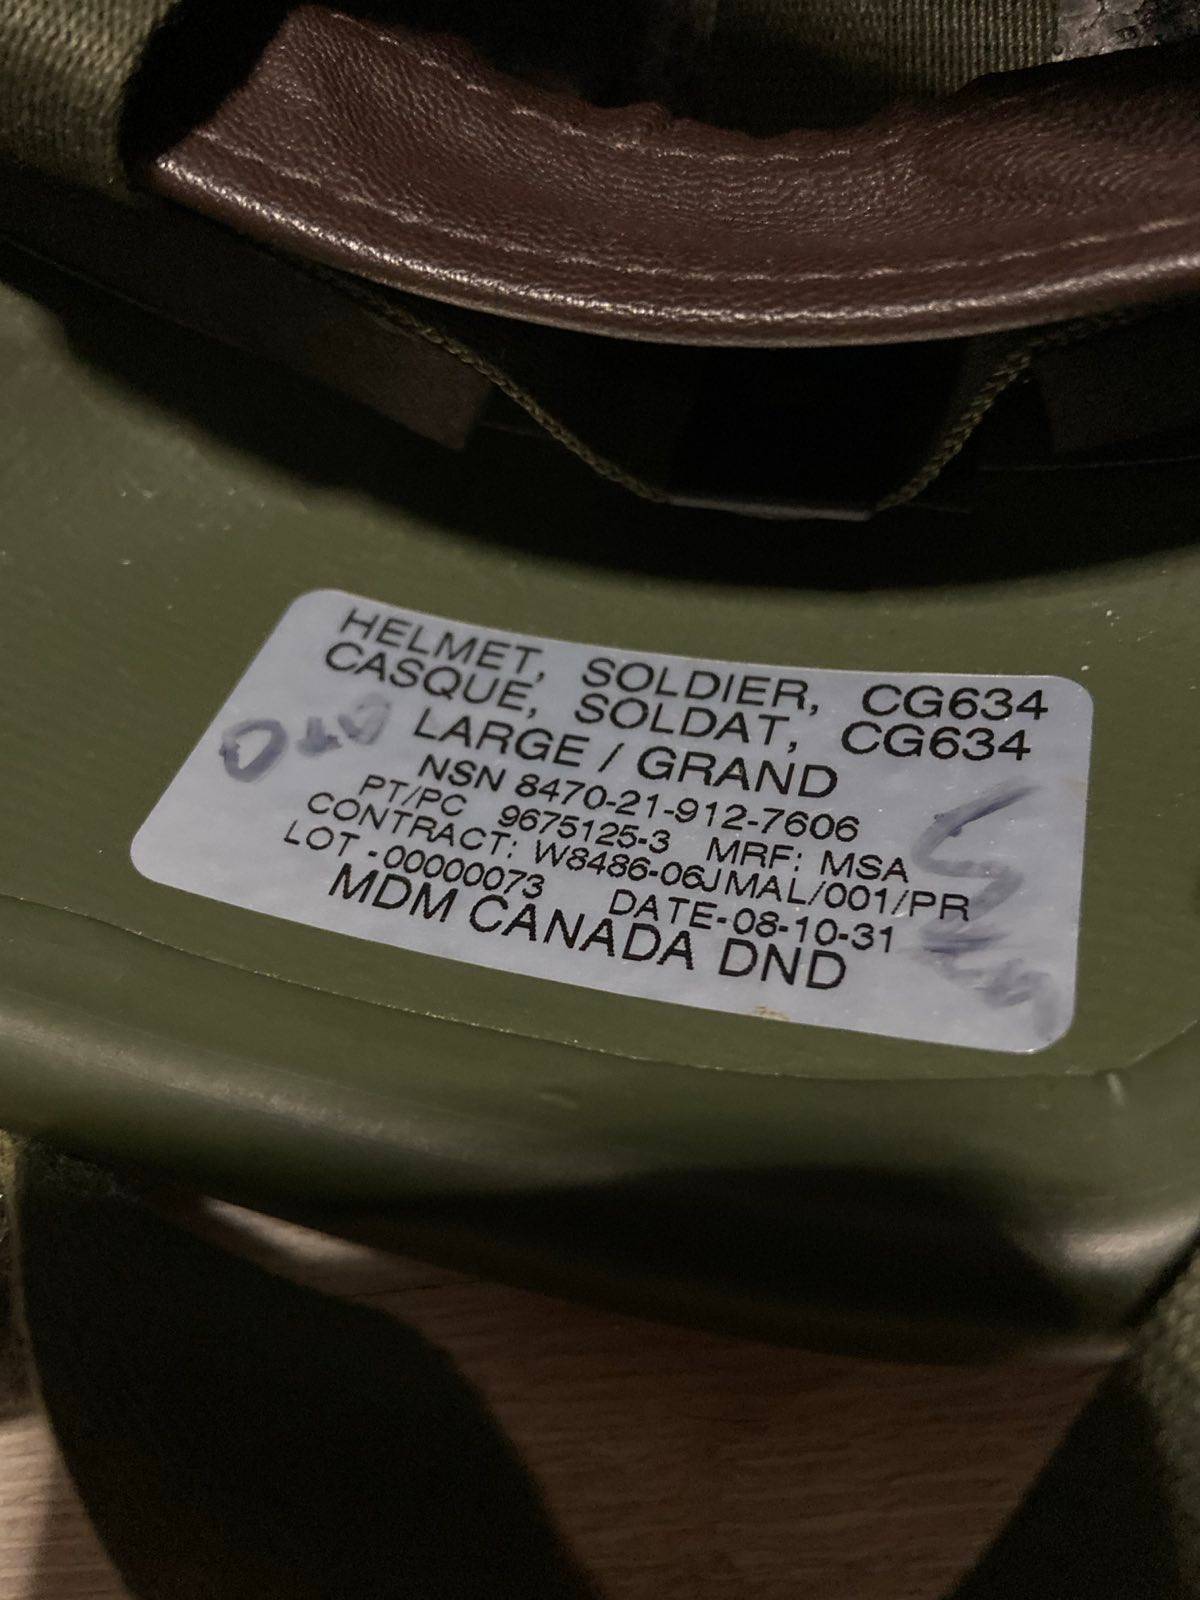 HELMET, SOLDIER, CG634
CASQUE, SOLDAT, CG634
LARGE / GRAND
NSN 8470-21-912-7606
PT/PC 9675125-3 MRF: MSA
CONTRACT: W8486-06JMAL/001/PR
LOT -00000073 DATE-08-10-31
MDM CANADA DND